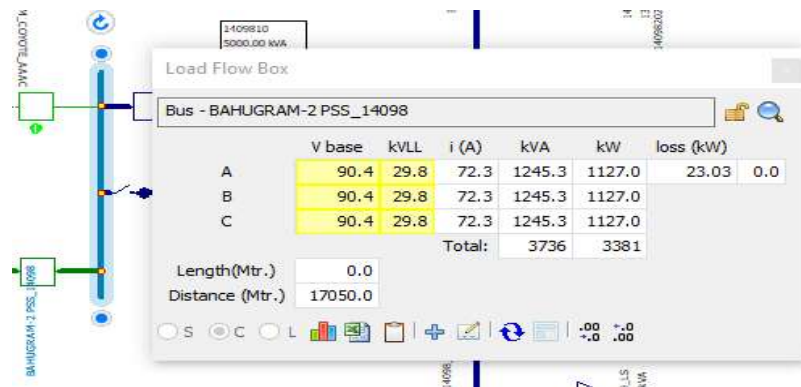 M_COYOTE_AAAC
1409810
5000.00 kVA
14098202
Load Flow Box
Bus - BAHUGRAM-2 PSS_14098
V base kVLL i (A) kVA kW loss (kW)
A 90.4 29.8 72.3 1245.3 1127.0 23.03 0.0
B 90.4 29.8 72.3 1245.3 1127.0
C 90.4 29.8 72.3 1245.3 1127.0
Total: 3736 3381
Length(Mtr.) 0.0
Distance (Mtr.) 17050.0
S C L
BAHUGRAM-2 PSS_14098